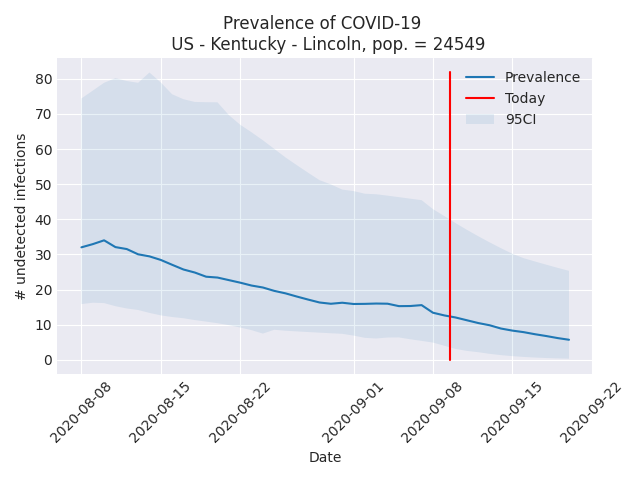 Prevalence of COVID-19
US - Kentucky - Lincoln, pop. = 24549
Prevalence
Today
95CI
# undetected infections
80
70
60
50
40
30
20
10
0
2020-08-08
2020-08-15
2020-08-22
2020-09-01
2020-09-08
2020-09-15
2020-09-22
Date